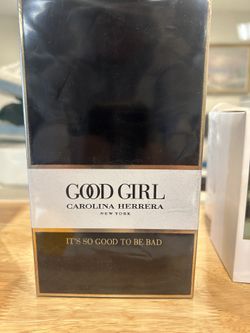 GOOD GIRL
CAROLINA HERRERA
NEW YORK
IT'S SO GOOD TO BE BAD